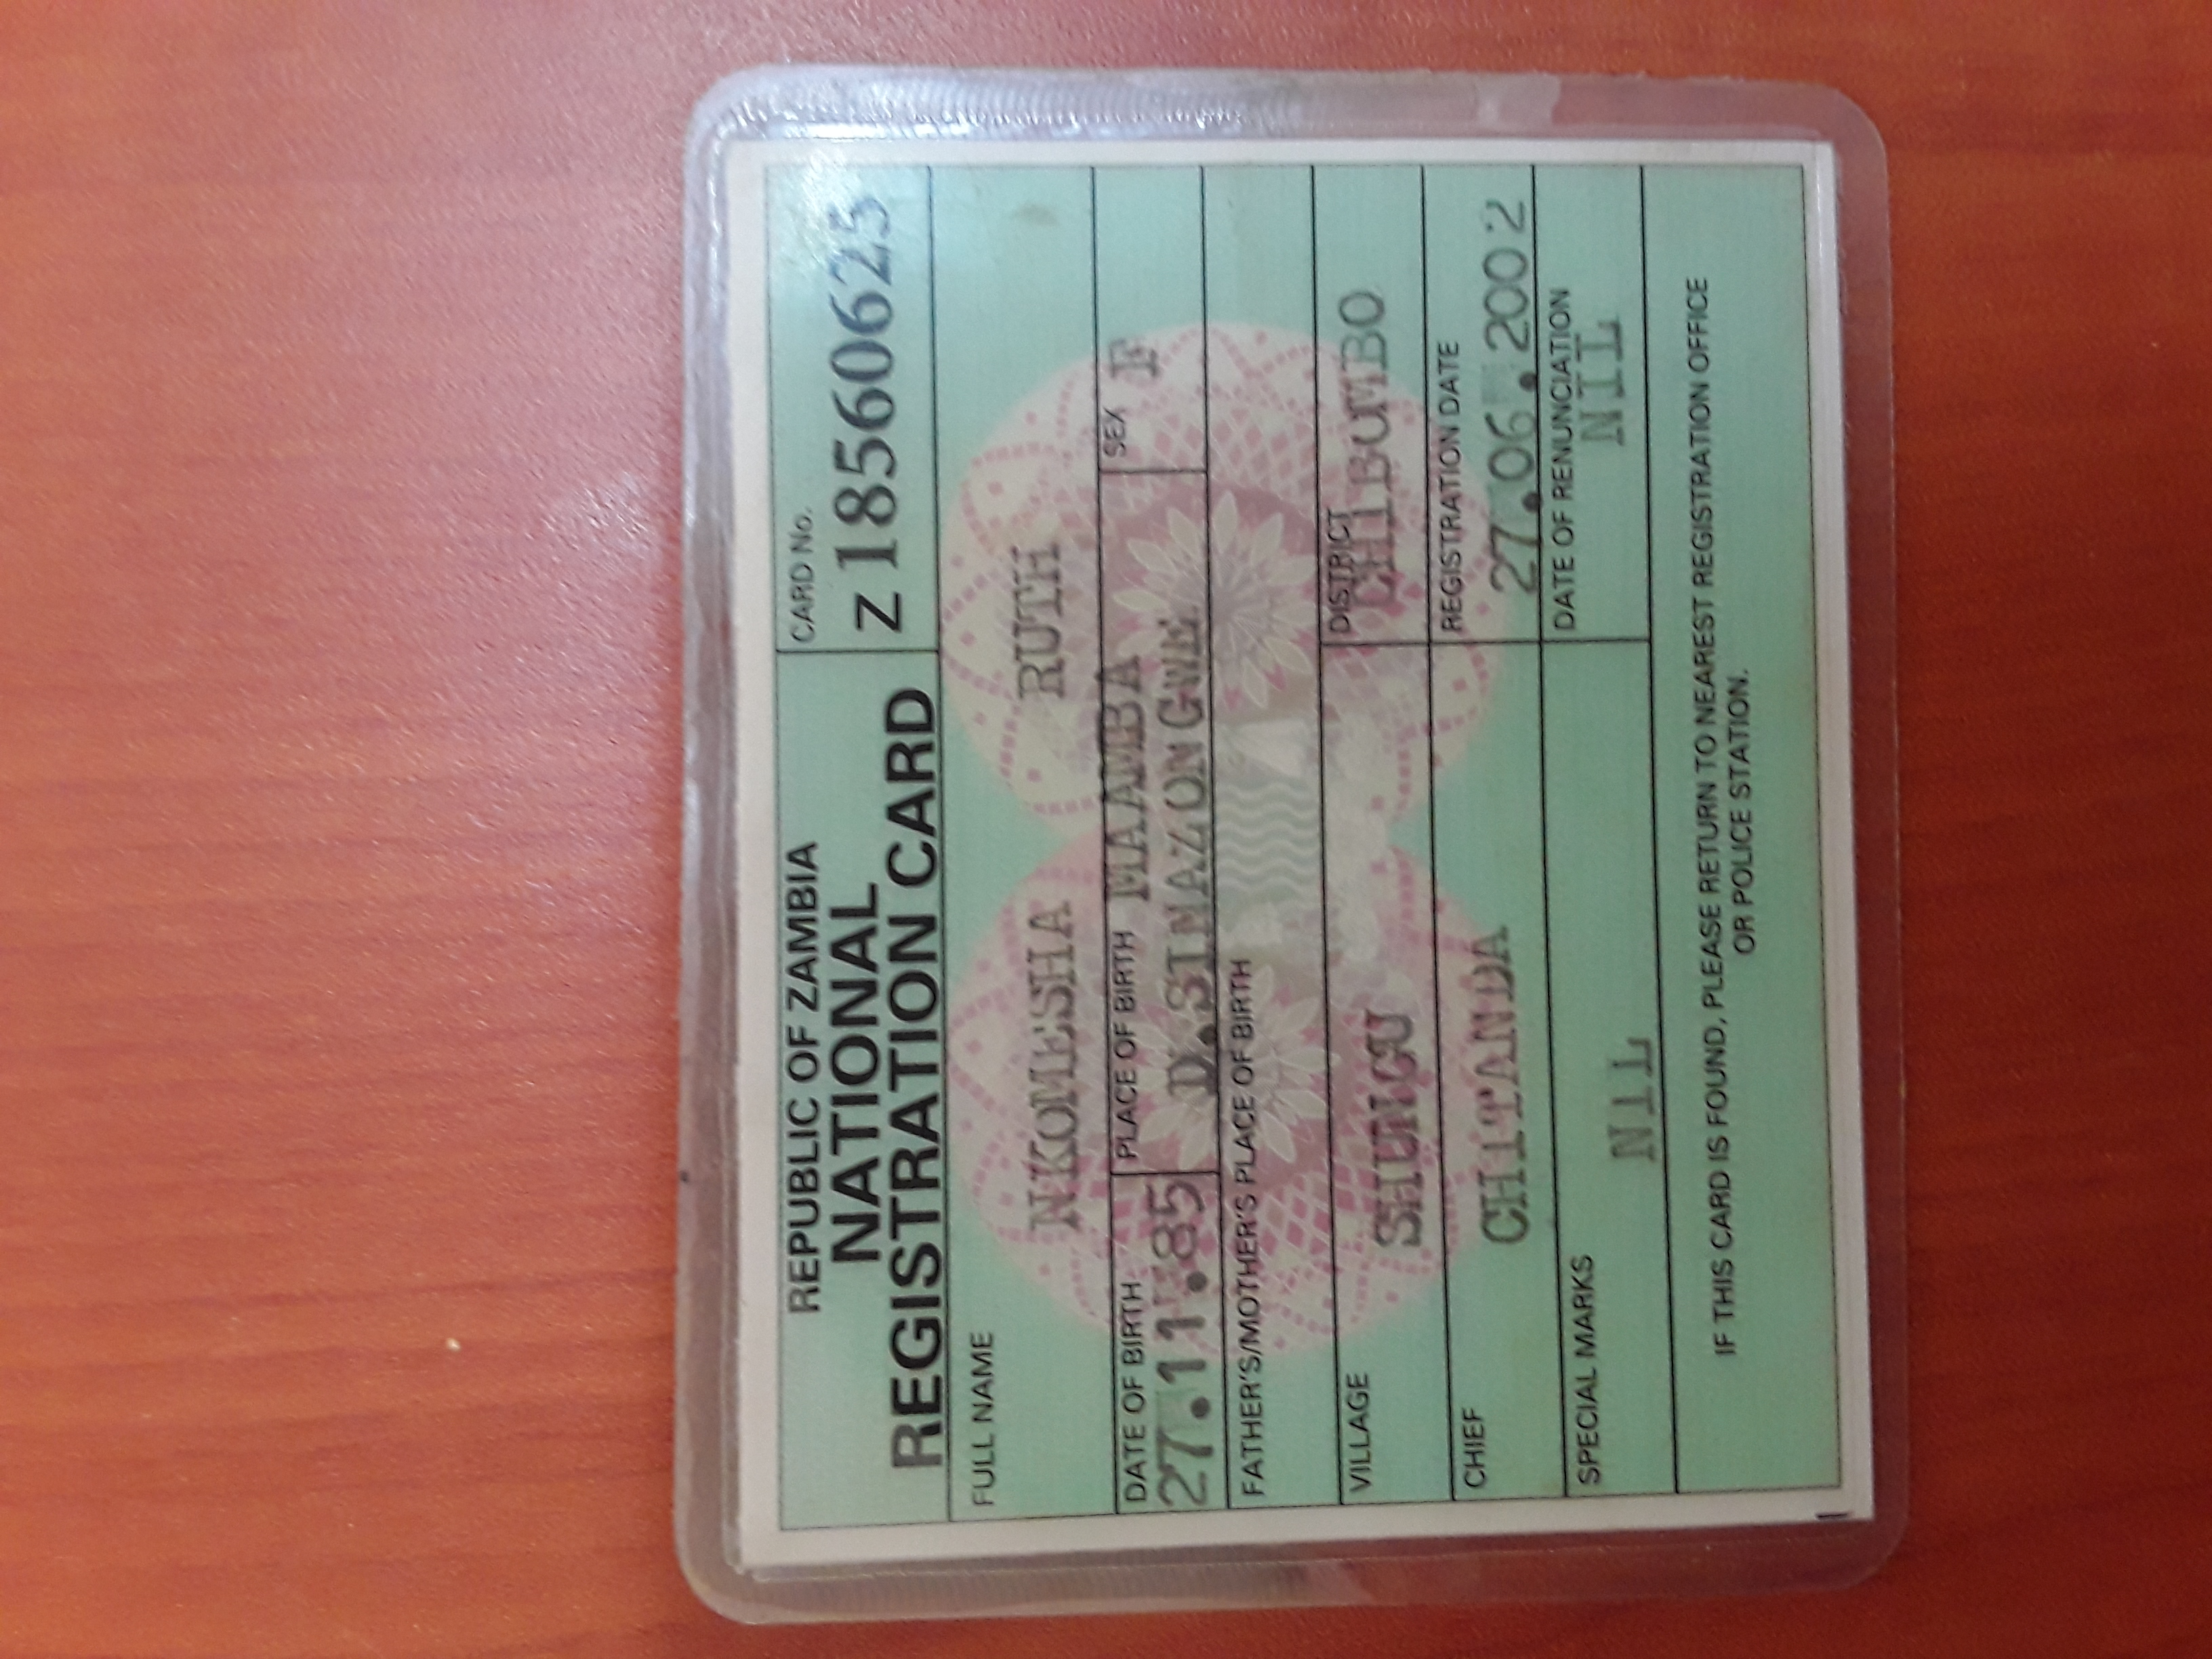 REPUBLIC OF ZAMBIA
NATIONAL
REGISTRATION CARD
CARD No.
Z 18560625
FULL NAME
NKOMESHA RUTH
DATE OF BIRTH
27.11.85
PLACE OF BIRTH MAAMBA
D.SINAZONGWE
SEX F
FATHER'S/MOTHER'S PLACE OF BIRTH
VILLAGE
SHUNGU
DISTRICT
CHIBUMBO
CHIEF
CHITANDA
REGISTRATION DATE
27.06.2002
SPECIAL MARKS
NIL
DATE OF RENUNCIATION
NIL
IF THIS CARD IS FOUND, PLEASE RETURN TO NEAREST REGISTRATION OFFICE
OR POLICE STATION.